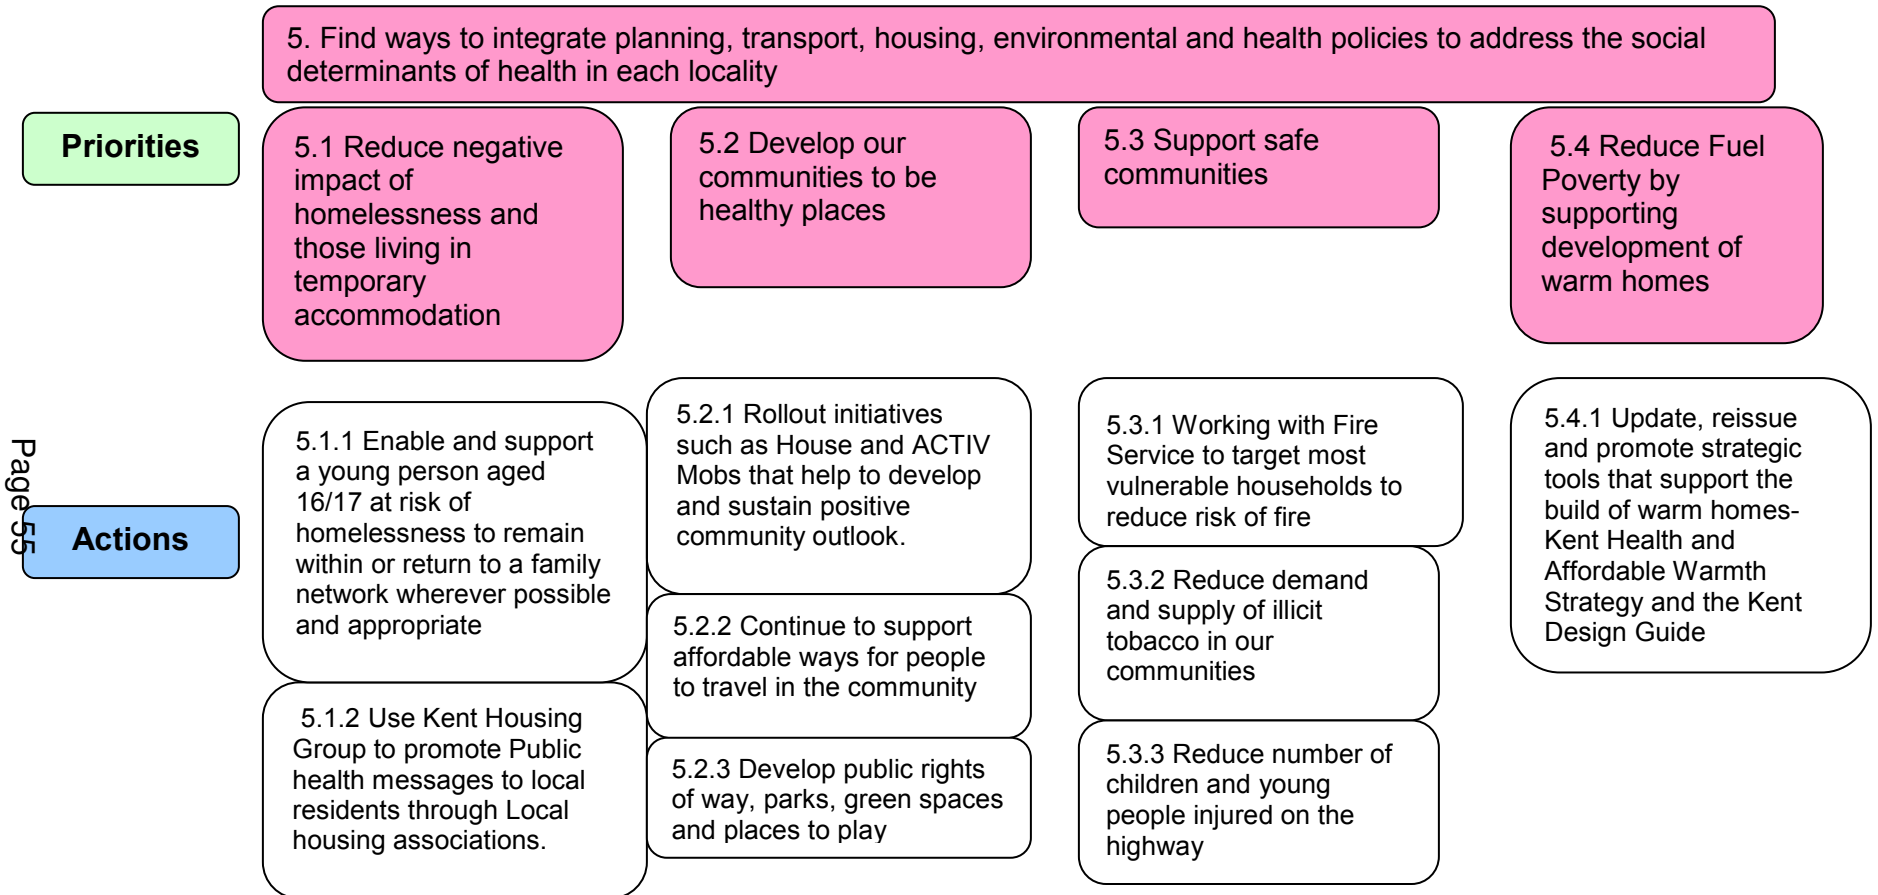 5. Find ways to integrate planning, transport, housing, environmental and health policies to address the social
determinants of health in each locality
Priorities
5.1 Reduce negative
impact of
homelessness and
those living in
temporary
accommodation
5.2 Develop our
communities to be
healthy places
5.3 Support safe
communities
5.4 Reduce Fuel
Poverty by
supporting
development of
warm homes
Page 55
Actions
5.1.1 Enable and support
a young person aged
16/17 at risk of
homelessness to remain
within or return to a family
network wherever possible
and appropriate
5.1.2 Use Kent Housing
Group to promote Public
health messages to local
residents through Local
housing associations.
5.2.1 Rollout initiatives
such as House and ACTIV
Mobs that help to develop
and sustain positive
community outlook.
5.2.2 Continue to support
affordable ways for people
to travel in the community
5.2.3 Develop public rights
of way, parks, green spaces
and places to play
5.3.1 Working with Fire
Service to target most
vulnerable households to
reduce risk of fire
5.3.2 Reduce demand
and supply of illicit
tobacco in our
communities
5.3.3 Reduce number of
children and young
people injured on the
highway
5.4.1 Update, reissue
and promote strategic
tools that support the
build of warm homes-
Kent Health and
Affordable Warmth
Strategy and the Kent
Design Guide